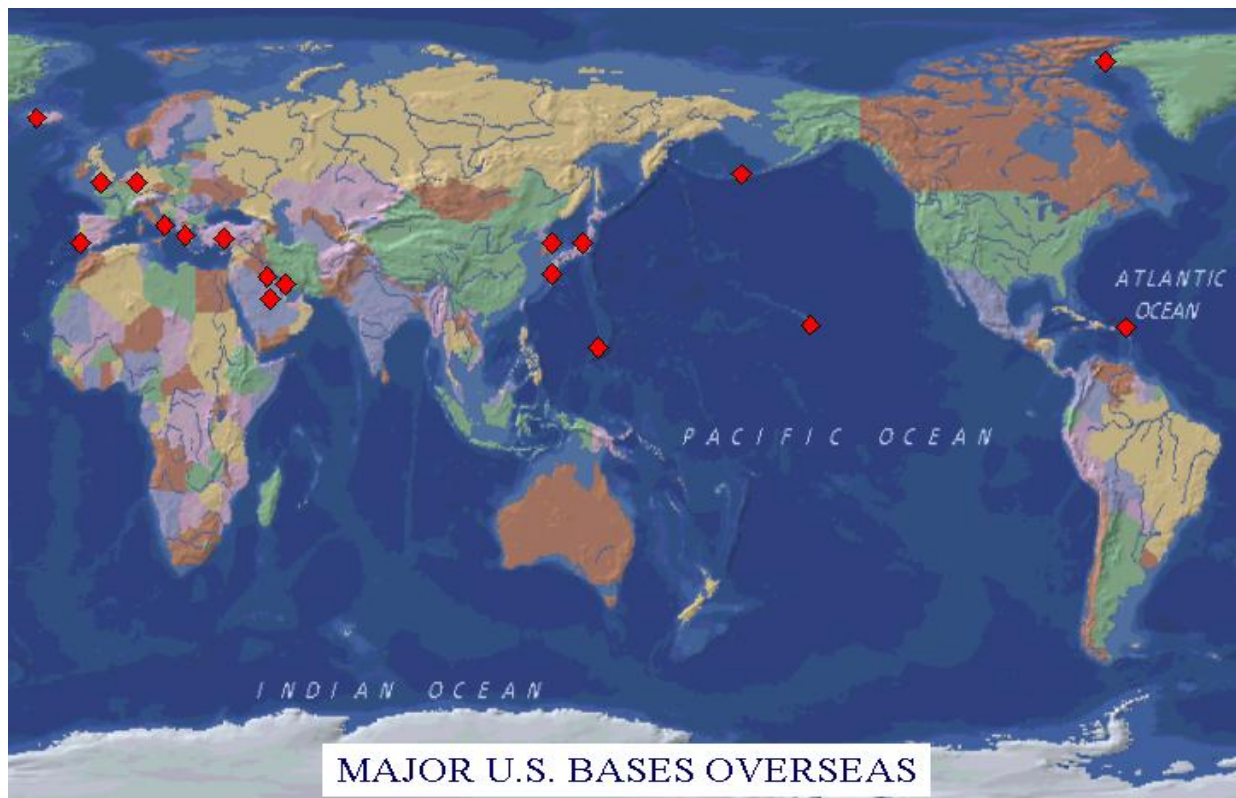 ATLANTIC
OCEAN
PACIFIC OCEAN
INDIAN OCEAN
MAJOR U.S. BASES OVERSEAS